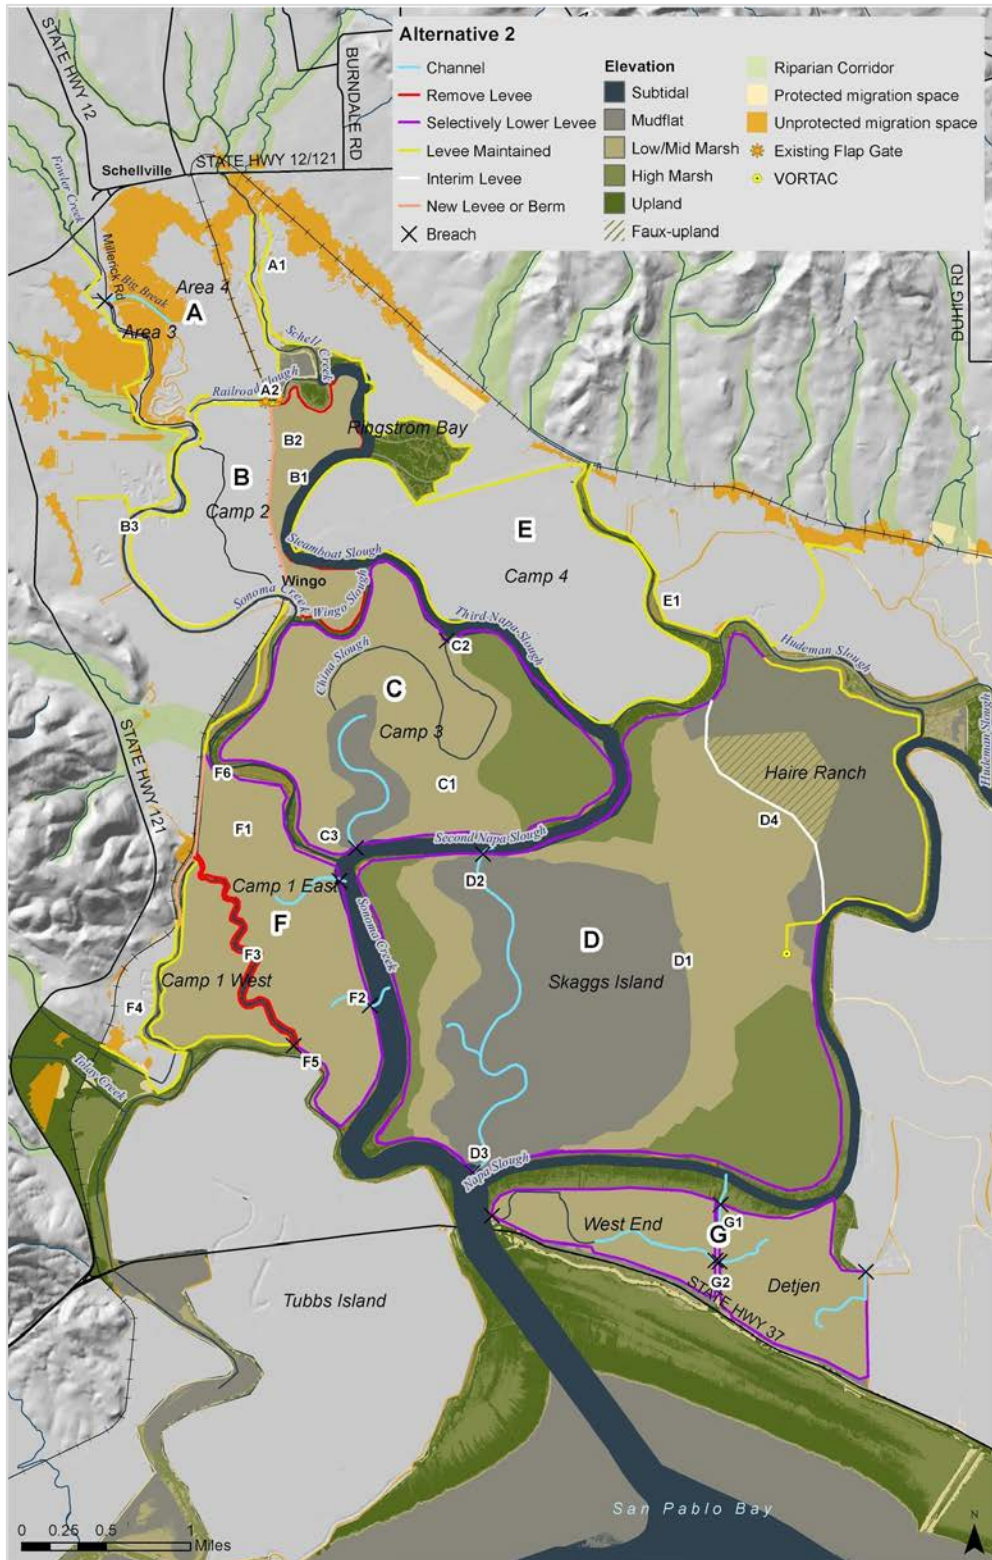 Alternative 2
Channel
Remove Levee
Selectively Lower Levee
Levee Maintained
Interim Levee
New Levee or Berm
Breach
Elevation
Subtidal
Mudflat
Low/Mid Marsh
High Marsh
Upland
Faux-upland
Riparian Corridor
Protected migration space
Unprotected migration space
Existing Flap Gate
VORTAC
STATE HWY 12
BURNDALE RD
STATE HWY 12/121
Schellville
Fowler Creek
Millerick Rd
Big Break
A1
Area 4
A
Area 3
Schell Creek
DUHIG RD
Railroad Slough
A2
B2
Ringstrom Bay
B1
B
Camp 2
B3
E
Steamboat Slough
Camp 4
Wingo
Sonoma Creek
Wingo Slough
E1
Third Napa Slough
C2
Hudeman Slough
China Slough
C
Camp 3
Hudeman Slough
STATE HWY 121
F6
Haire Ranch
C1
D4
F1
C3
Second Napa Slough
D2
Camp 1 East
F
Sonoma Creek
D
F3
D1
Camp 1 West
Skaggs Island
F2
F4
F5
Tolay Creek
D3
Napa Slough
West End
G1
G
G2
Detjen
STATE HWY 37
Tubbs Island
San Pablo Bay
0 0.25 0.5 1
Miles
N